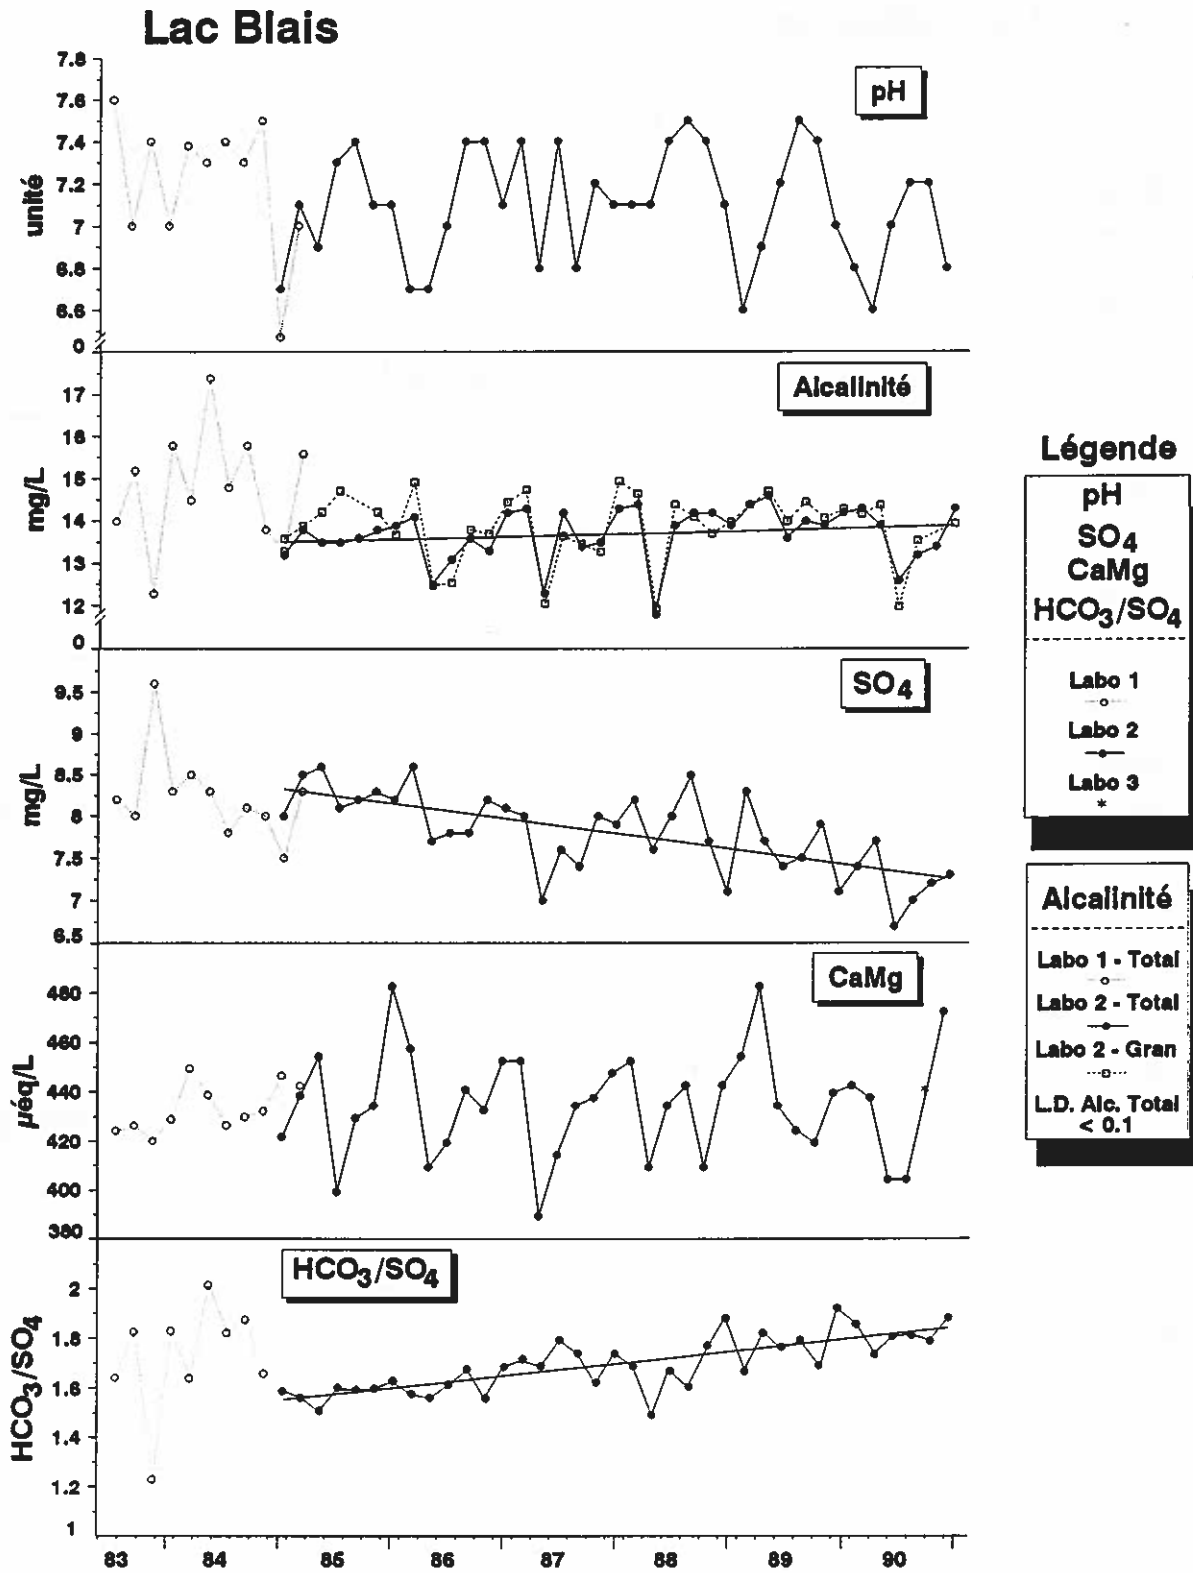 Lac Blais
pH
unité
7.8
7.6
7.4
7.2
7
6.8
6.6
0
Alcalinité
mg/L
17
16
15
14
13
12
0
SO4
mg/L
9.5
9
8.5
8
7.5
7
6.5
CaMg
µéq/L
480
460
440
420
400
380
HCO3/SO4
HCO3/SO4
2
1.8
1.6
1.4
1.2
1
83 84 85 86 87 88 89 90
Légende
pH
SO4
CaMg
HCO3/SO4
Labo 1
Labo 2
Labo 3
*
Alcalinité
Labo 1 - Total
Labo 2 - Total
Labo 2 - Gran
L.D. Alc. Total
< 0.1